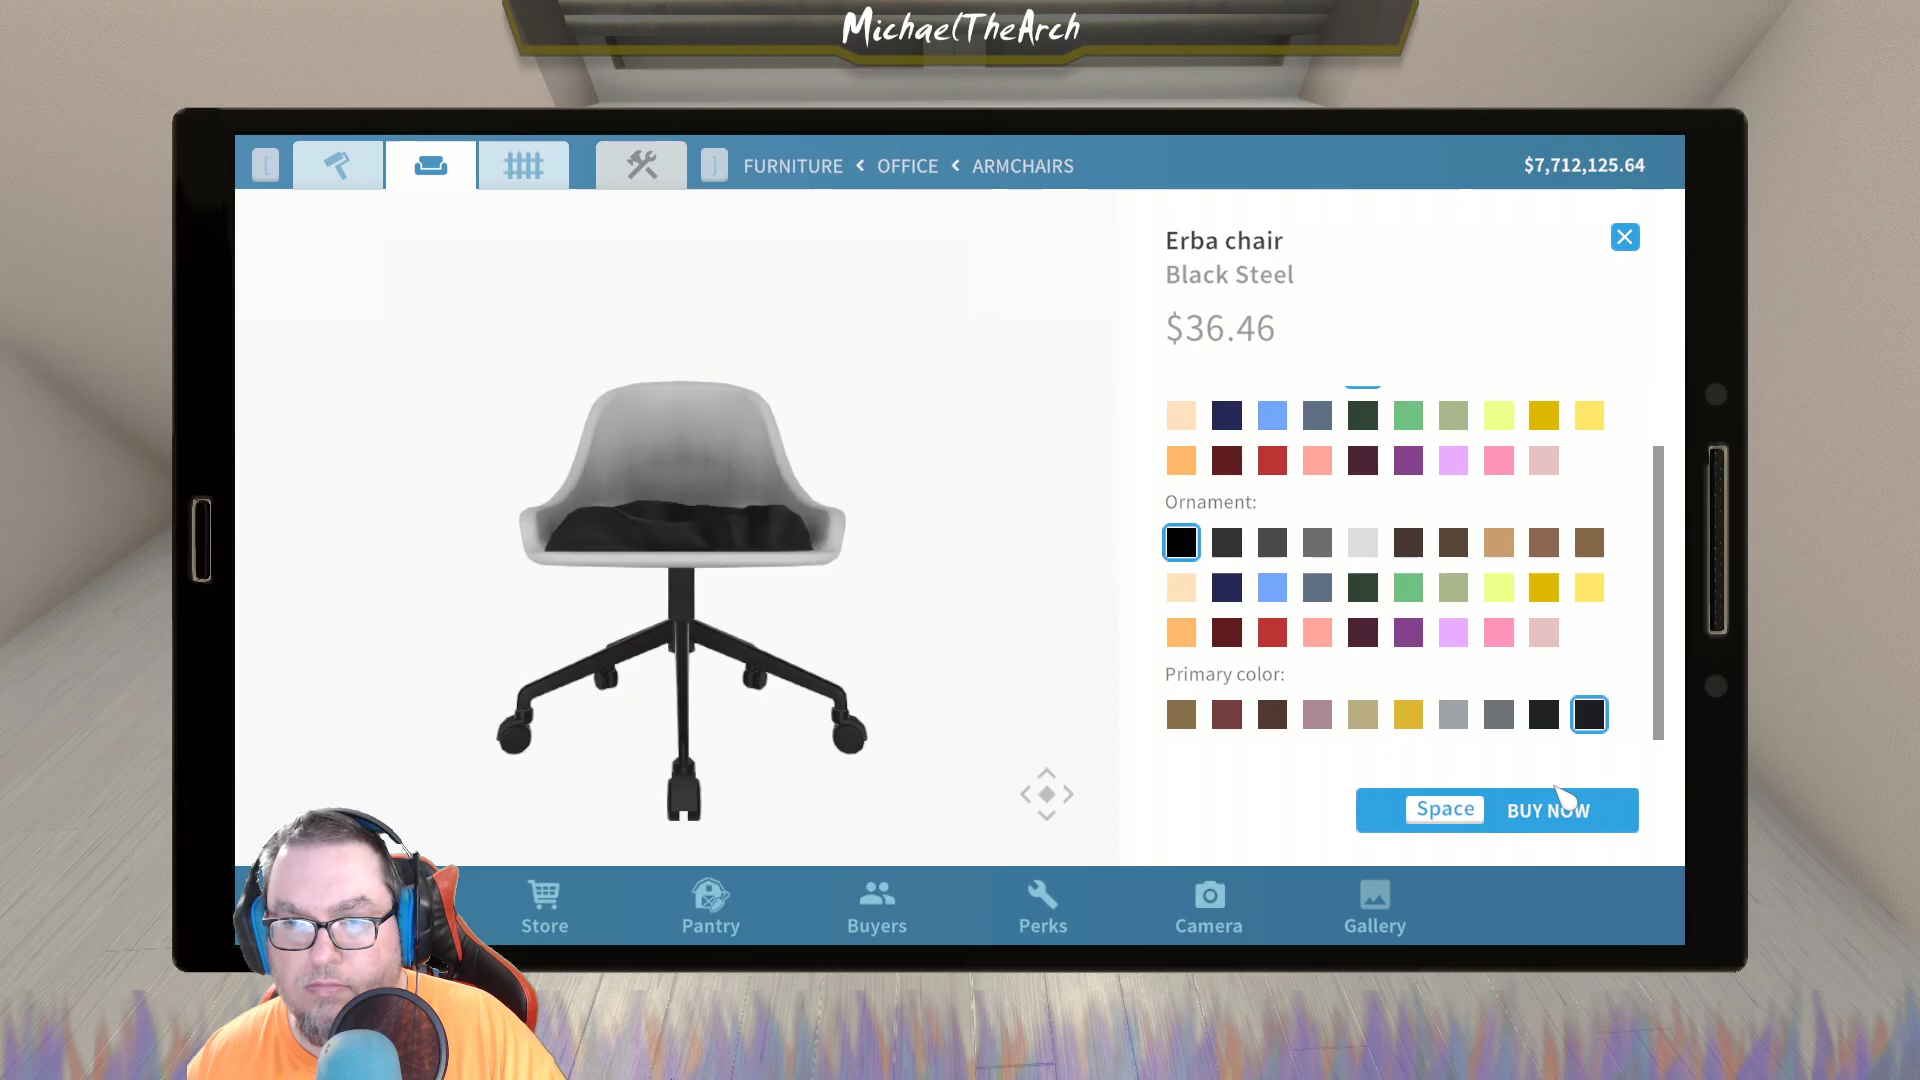 MichaelTheArch
[
]
FURNITURE < OFFICE < ARMCHAIRS
$7,712,125.64
Erba chair
Black Steel
$36.46
Ornament:
Primary color:
Space BUY NOW
Store
Pantry
Buyers
Perks
Camera
Gallery